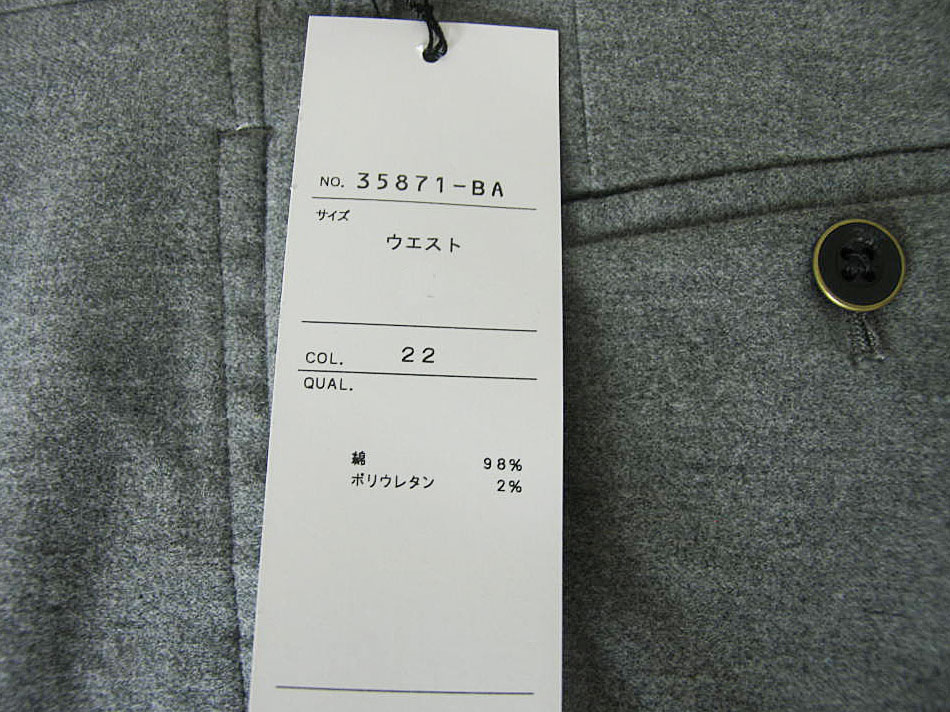 NO. 35871-BA
サイズ
ウエスト
COL. 22
QUAL.
綿 98%
ポリウレタン 2%